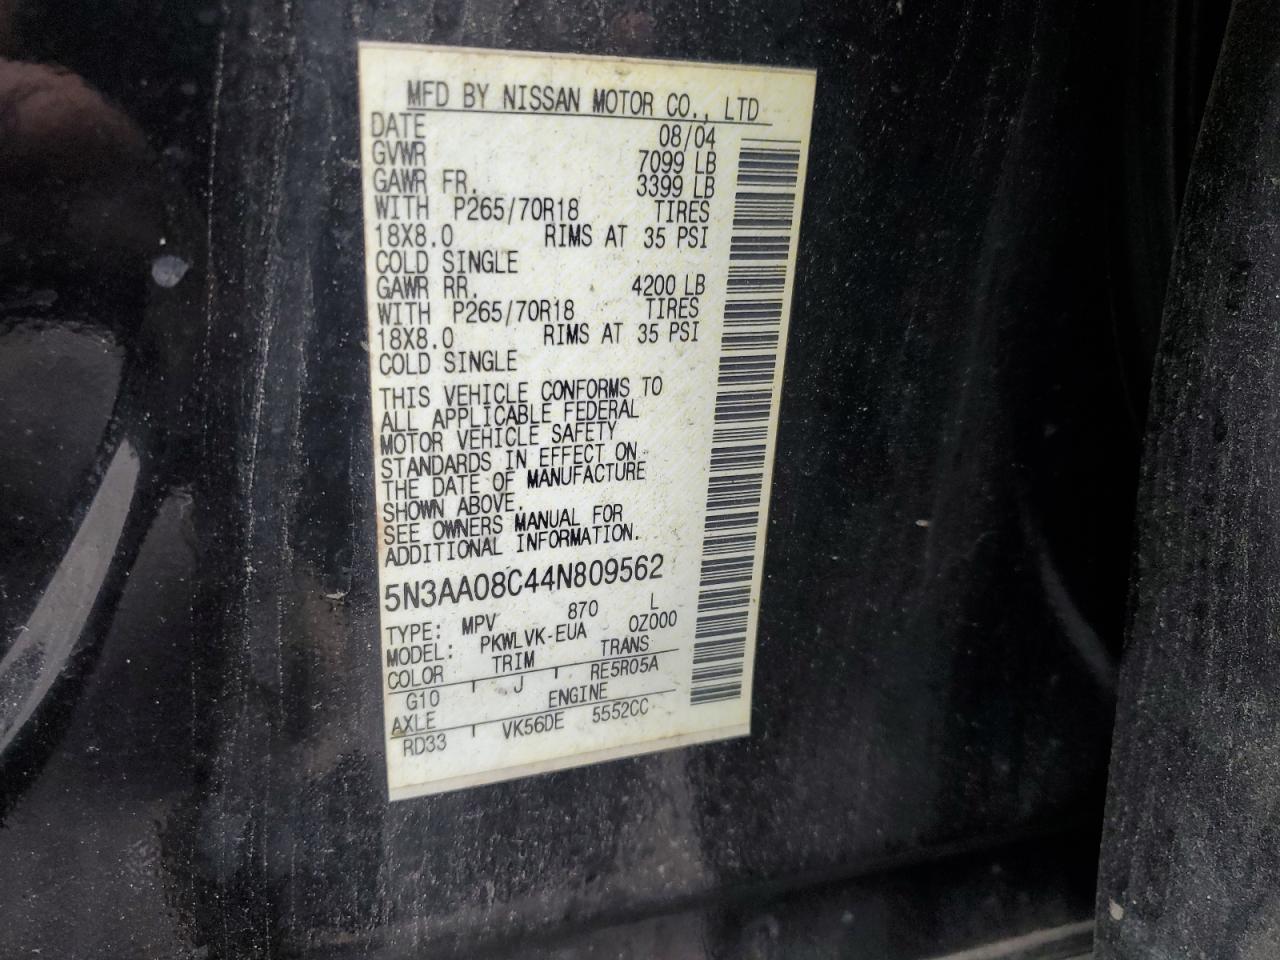 MFD BY NISSAN MOTOR CO., LTD
DATE 08/04
GVWR 7099 LB
GAWR FR. 3399 LB
WITH P265/70R18 TIRES
18X8.0 RIMS AT 35 PSI
COLD SINGLE
GAWR RR. 4200 LB
WITH P265/70R18 TIRES
18X8.0 RIMS AT 35 PSI
COLD SINGLE
THIS VEHICLE CONFORMS TO
ALL APPLICABLE FEDERAL
MOTOR VEHICLE SAFETY
STANDARDS IN EFFECT ON
THE DATE OF MANUFACTURE
SHOWN ABOVE.
SEE OWNERS MANUAL FOR
ADDITIONAL INFORMATION.
5N3AA08C44N809562
TYPE: MPV 870 L
MODEL: PKWLVK-EUA 0Z000
COLOR TRIM TRANS
G10 J RE5R05A
AXLE ENGINE
RD33 VK56DE 5552CC